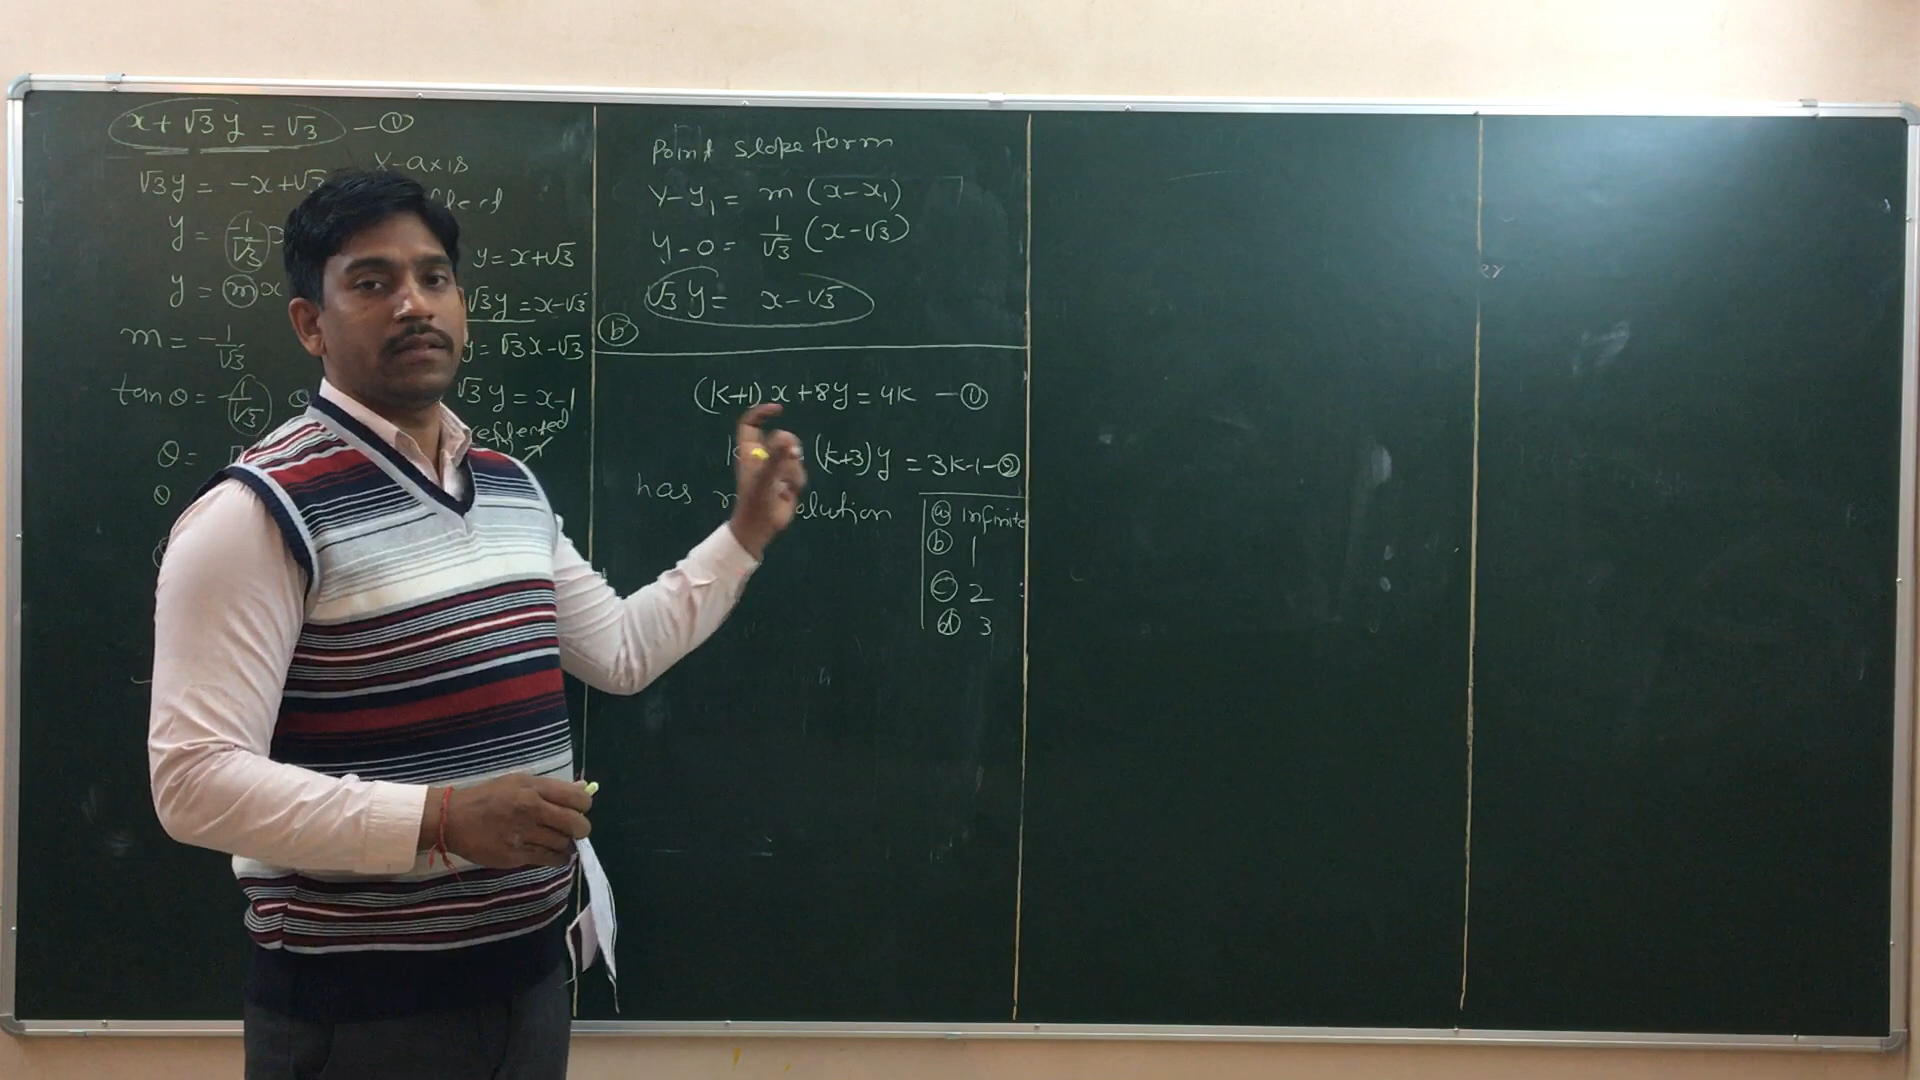 x + √3 y = √3 — ①
X-axis
√3 y = -x + √3
y = -1/√3 x
y = x + √3
y = m x
√3 y = x - √3
m = -1/√3
y = √3 x - √3
tan θ = -1/√3 θ
√3 y = x - 1
θ =
θ
Point slope form
Y - y₁ = m (x - x₁)
y - 0 = 1/√3 (x - √3)
√3 y = x - √3
ⓑ
(k+1) x + 8y = 4k — ①
k (k+3) y = 3k-1 — ②
has
ⓐ infinite
ⓑ 1
ⓒ 2
ⓓ 3